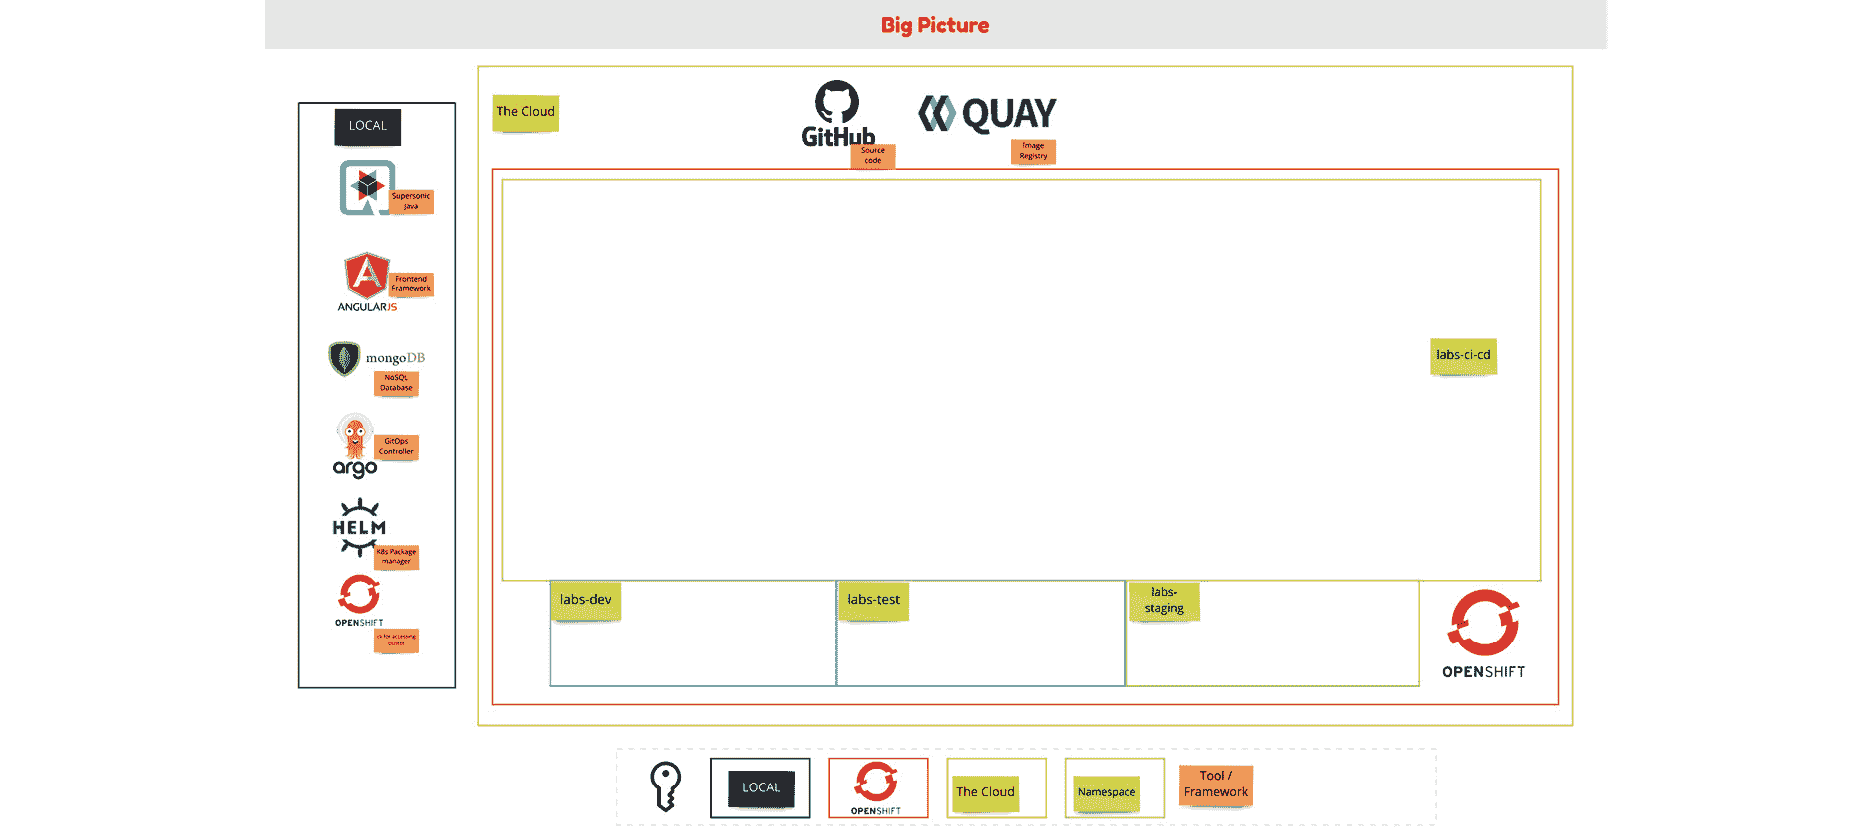 Big Picture
LOCAL
Supersonic
Java
ANGULARJS
Frontend
Framework
mongoDB
NoSQL
Database
argo
GitOps
Controller
HELM
K8s Package
manager
OPENSHIFT
The Cloud
GitHub
Source
code
QUAY
Image
Registry
labs-ci-cd
labs-dev
labs-test
labs-
staging
OPENSHIFT
LOCAL
OPENSHIFT
The Cloud
Namespace
Tool /
Framework